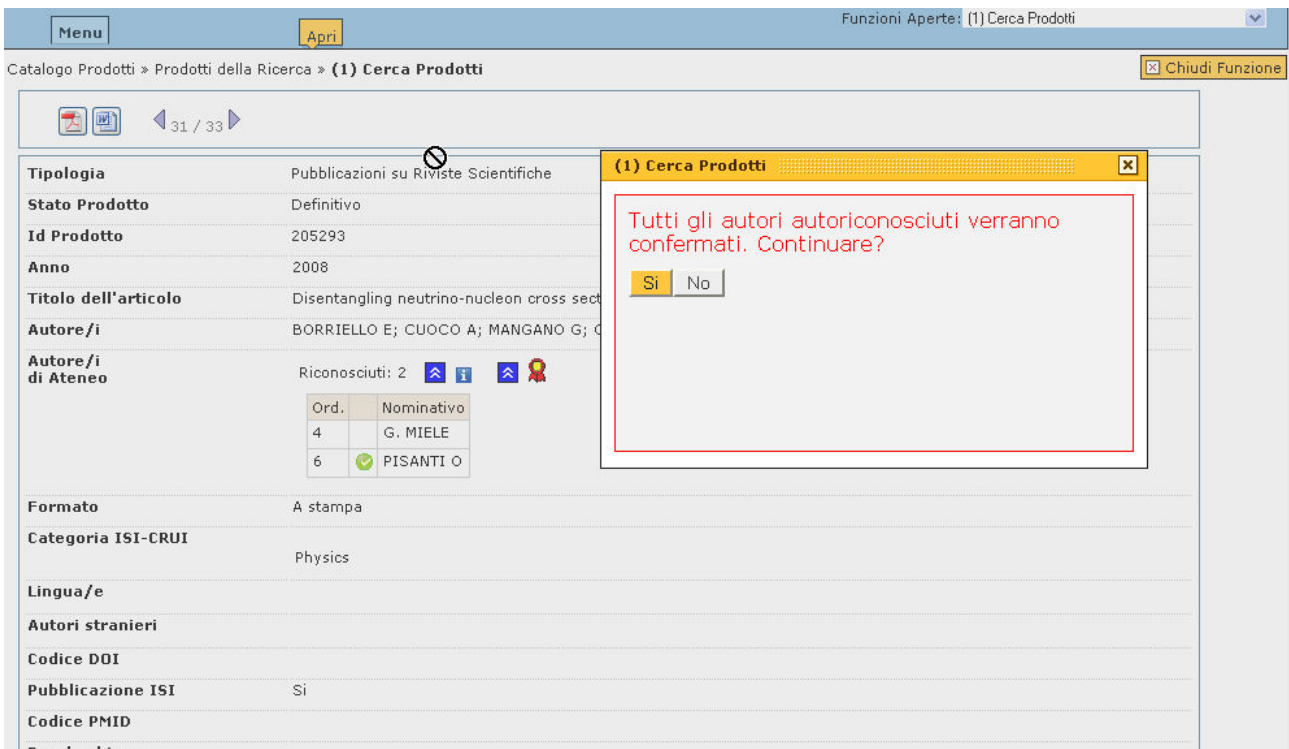 Menu
Apri
Funzioni Aperte: (1) Cerca Prodotti
Catalogo Prodotti » Prodotti della Ricerca » (1) Cerca Prodotti
Chiudi Funzione
31 / 33
Tipologia Pubblicazioni su Riviste Scientifiche
Stato Prodotto Definitivo
Id Prodotto 205293
Anno 2008
Titolo dell'articolo Disentangling neutrino-nucleon cross sect
Autore/i BORRIELLO E; CUOCO A; MANGANO G;
Autore/i
di Ateneo
Riconosciuti: 2
Ord. Nominativo
4 G. MIELE
6 PISANTI O
(1) Cerca Prodotti
Tutti gli autori autoriconosciuti verranno
confermati. Continuare?
Si No
Formato A stampa
Categoria ISI-CRUI
Physics
Lingua/e
Autori stranieri
Codice DOI
Pubblicazione ISI Si
Codice PMID